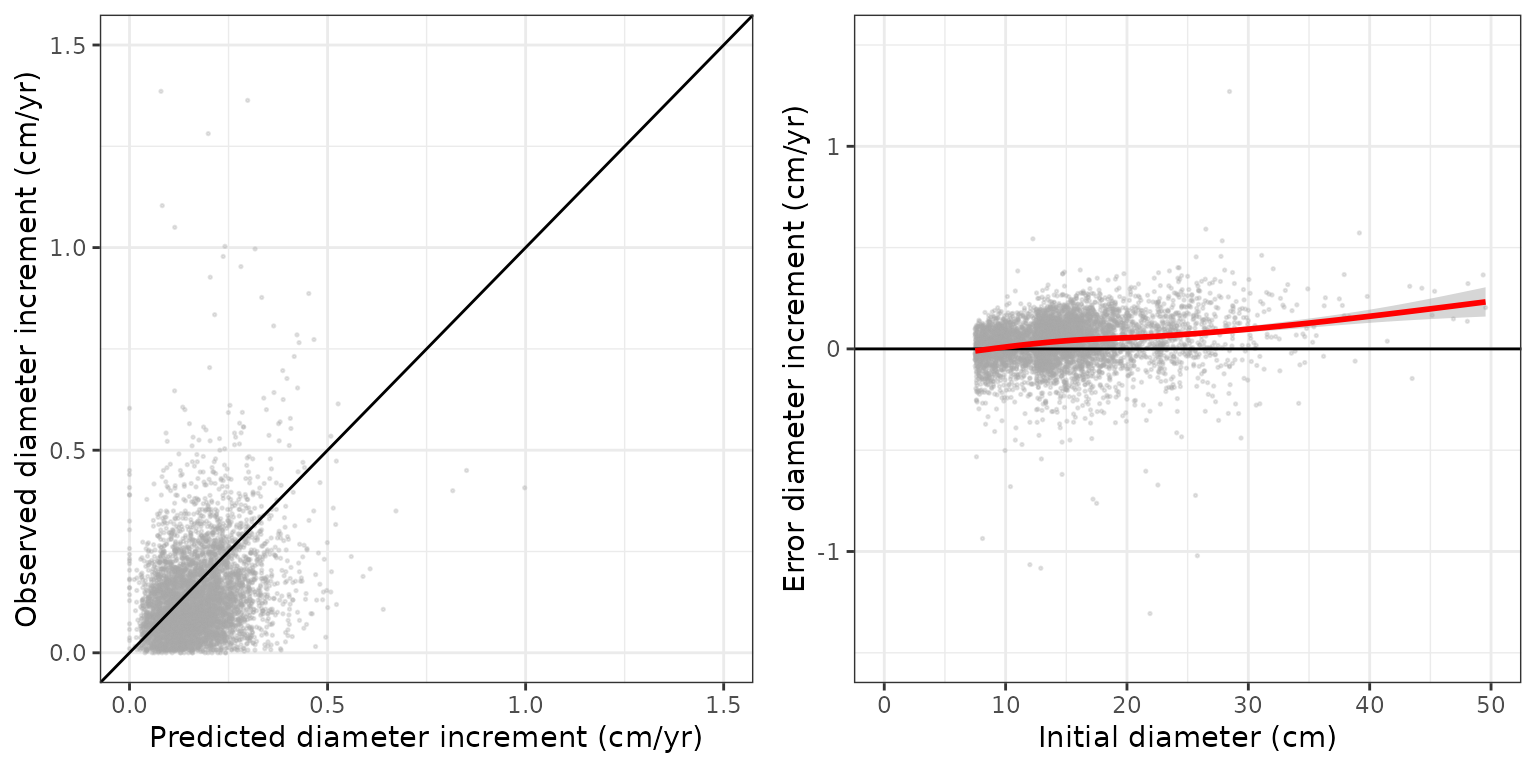 Observed diameter increment (cm/yr)
1.5
1.0
0.5
0.0
0.0 0.5 1.0 1.5
Predicted diameter increment (cm/yr)
Error diameter increment (cm/yr)
1
0
-1
0 10 20 30 40 50
Initial diameter (cm)